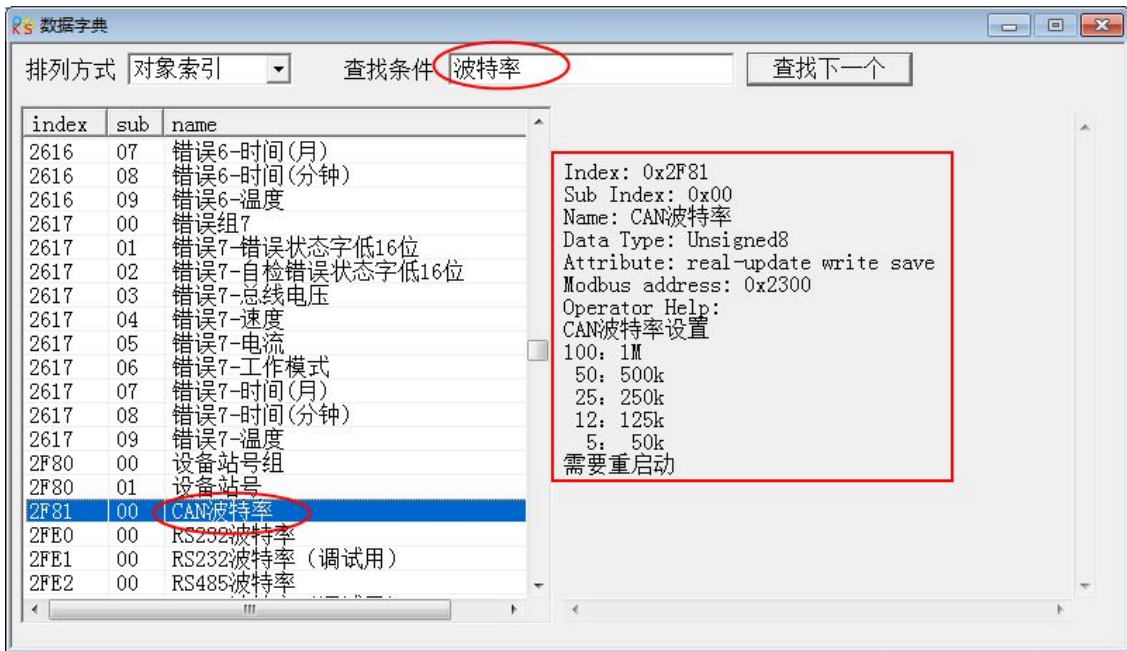 数据字典
排列方式 对象索引 查找条件 波特率 查找下一个
index sub name
2616 07 错误6-时间(月)
2616 08 错误6-时间(分钟)
2616 09 错误6-温度
2617 00 错误组7
2617 01 错误7-错误状态字低16位
2617 02 错误7-自检错误状态字低16位
2617 03 错误7-总线电压
2617 04 错误7-速度
2617 05 错误7-电流
2617 06 错误7-工作模式
2617 07 错误7-时间(月)
2617 08 错误7-时间(分钟)
2617 09 错误7-温度
2F80 00 设备站号组
2F80 01 设备站号
2F81 00 CAN波特率
2FE0 00 RS232波特率
2FE1 00 RS232波特率（调试用）
2FE2 00 RS485波特率
Index: 0x2F81
Sub Index: 0x00
Name: CAN波特率
Data Type: Unsigned8
Attribute: real-update write save
Modbus address: 0x2300
Operator Help:
CAN波特率设置
100: 1M
50: 500k
25: 250k
12: 125k
5: 50k
需要重启动